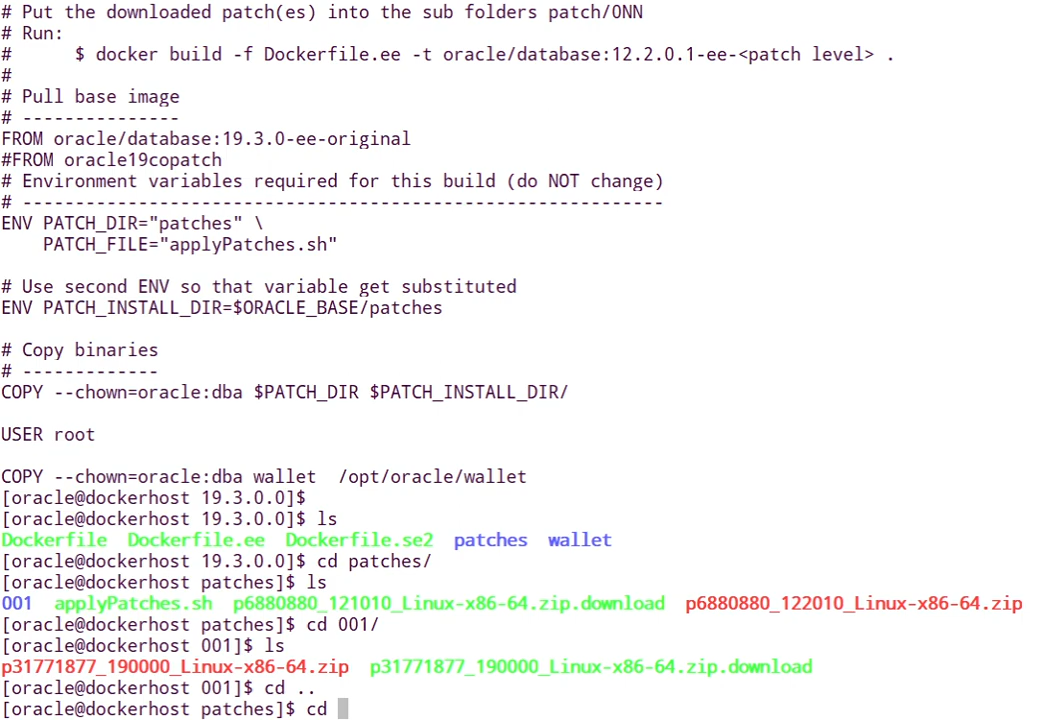 # Put the downloaded patch(es) into the sub folders patch/0NN
# Run:
#      $ docker build -f Dockerfile.ee -t oracle/database:12.2.0.1-ee-<patch level> .
#
# Pull base image
# ---------------
FROM oracle/database:19.3.0-ee-original
#FROM oracle19copatch
# Environment variables required for this build (do NOT change)
# -------------------------------------------------------------
ENV PATCH_DIR="patches" \
    PATCH_FILE="applyPatches.sh"

# Use second ENV so that variable get substituted
ENV PATCH_INSTALL_DIR=$ORACLE_BASE/patches

# Copy binaries
# -------------
COPY --chown=oracle:dba $PATCH_DIR $PATCH_INSTALL_DIR/

USER root

COPY --chown=oracle:dba wallet  /opt/oracle/wallet
[oracle@dockerhost 19.3.0.0]$
[oracle@dockerhost 19.3.0.0]$ ls
Dockerfile  Dockerfile.ee  Dockerfile.se2  patches  wallet
[oracle@dockerhost 19.3.0.0]$ cd patches/
[oracle@dockerhost patches]$ ls
001  applyPatches.sh  p6880880_121010_Linux-x86-64.zip.download  p6880880_122010_Linux-x86-64.zip
[oracle@dockerhost patches]$ cd 001/
[oracle@dockerhost 001]$ ls
p31771877_190000_Linux-x86-64.zip  p31771877_190000_Linux-x86-64.zip.download
[oracle@dockerhost 001]$ cd ..
[oracle@dockerhost patches]$ cd